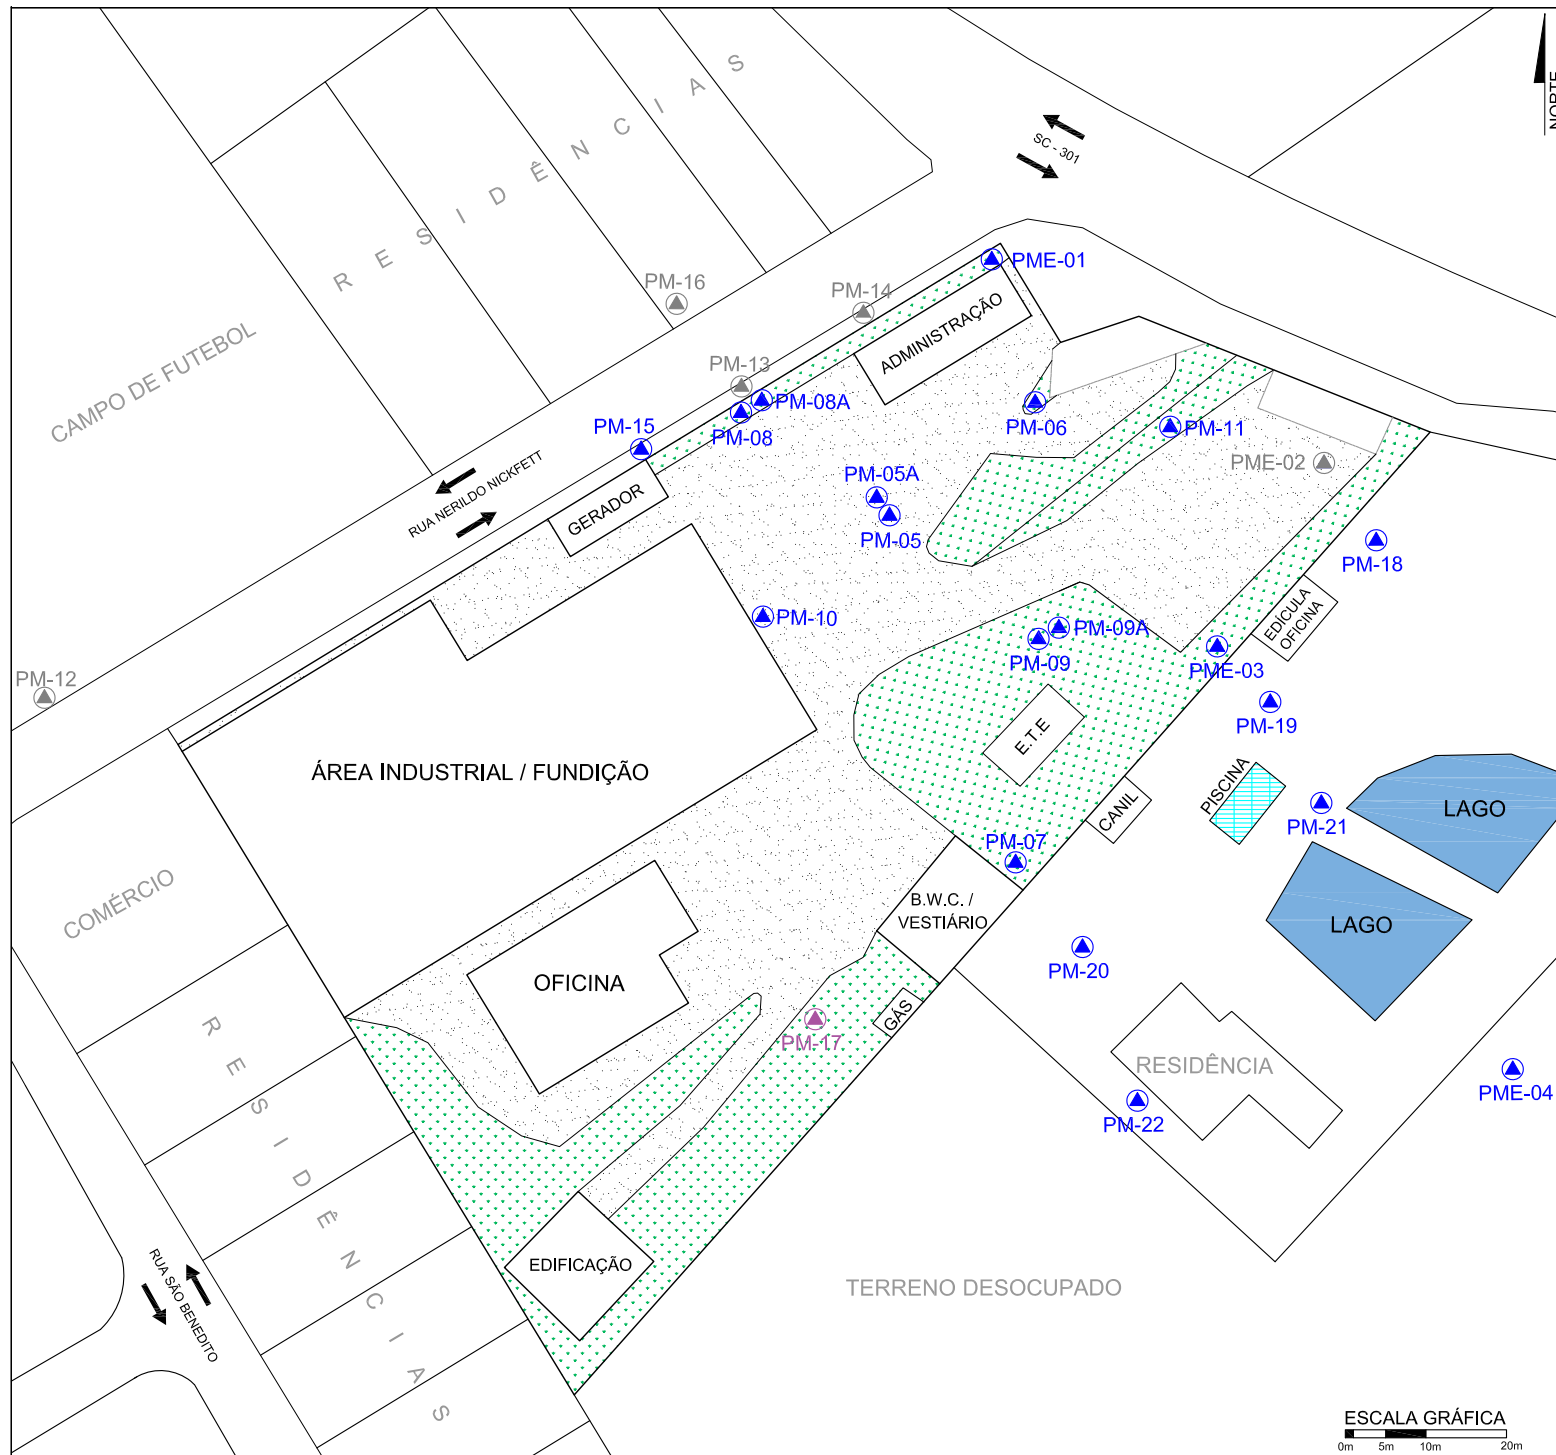 NORTE
SC - 301
RESIDÊNCIAS
PME-01
PM-16
PM-14
ADMINISTRAÇÃO
CAMPO DE FUTEBOL
PM-13
PM-08A
PM-08
PM-06
PM-11
PM-15
PME-02
PM-05A
PM-05
RUA NERILDO NICKFETT
GERADOR
PM-18
PM-10
PM-09A
PM-09
EDÍCULA
OFICINA
PME-03
PM-12
PM-19
E.T.E
ÁREA INDUSTRIAL / FUNDIÇÃO
PISCINA
CANIL
PM-21
LAGO
PM-07
COMÉRCIO
B.W.C. /
VESTIÁRIO
LAGO
PM-20
OFICINA
GÁS
PM-17
RESIDÊNCIA
PME-04
PM-22
RESIDÊNCIAS
EDIFICAÇÃO
RUA SÃO BENEDITO
TERRENO DESOCUPADO
ESCALA GRÁFICA
0m 5m 10m 20m